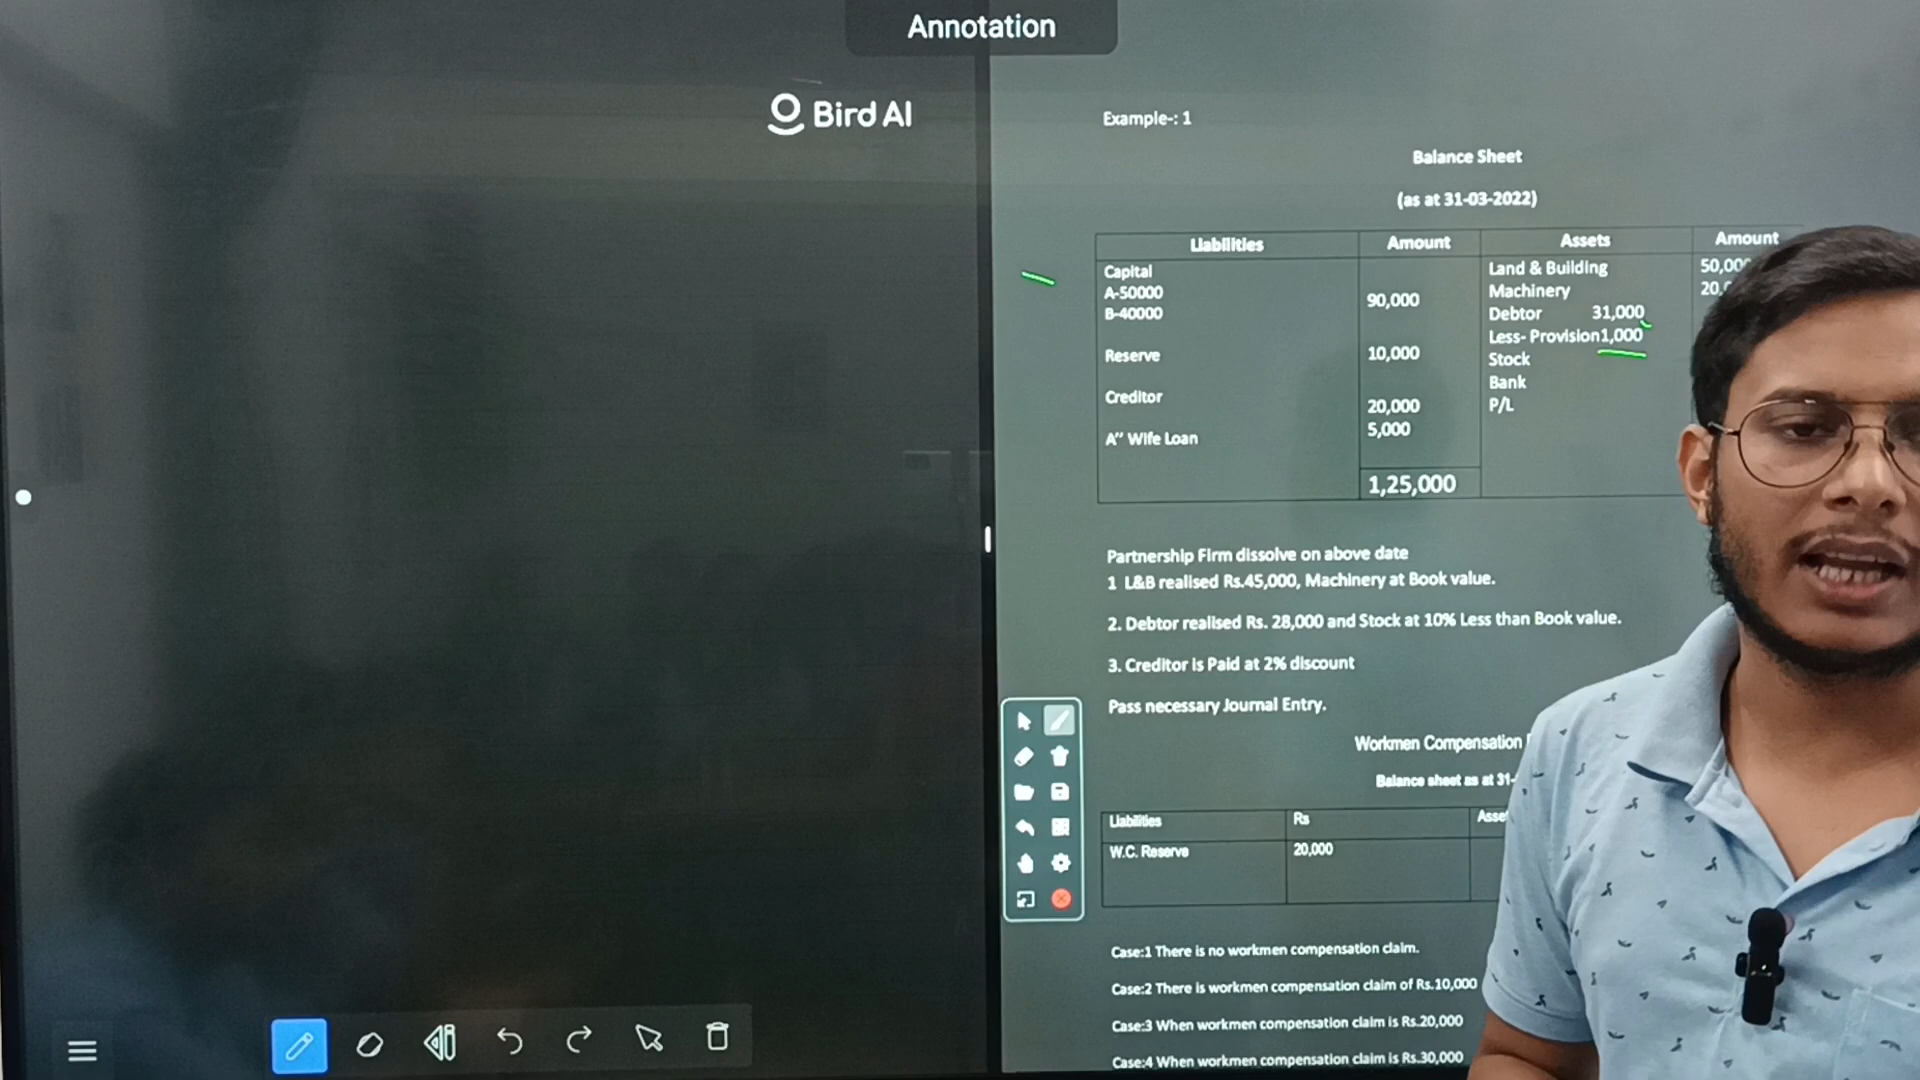 Annotation
Bird AI
Example-: 1
Balance Sheet
(as at 31-03-2022)
Liabilities Amount Assets Amount
Capital Land & Building
A-50000 90,000 Machinery
B-40000 Debtor 31,000
Less- Provision1,000
Reserve 10,000 Stock
Bank
Creditor 20,000 P/L
A" Wife Loan 5,000
1,25,000
Partnership Firm dissolve on above date
1 L&B realised Rs.45,000, Machinery at Book value.
2. Debtor realised Rs. 28,000 and Stock at 10% Less than Book value.
3. Creditor is Paid at 2% discount
Pass necessary Journal Entry.
Workmen Compensation
Balance sheet as at
Liabilities Rs
W.C. Reserve 20,000
Case:1 There is no workmen compensation claim.
Case:2 There is workmen compensation claim of Rs.10,000
Case:3 When workmen compensation claim is Rs.20,000
Case:4 When workmen compensation claim is Rs.30,000